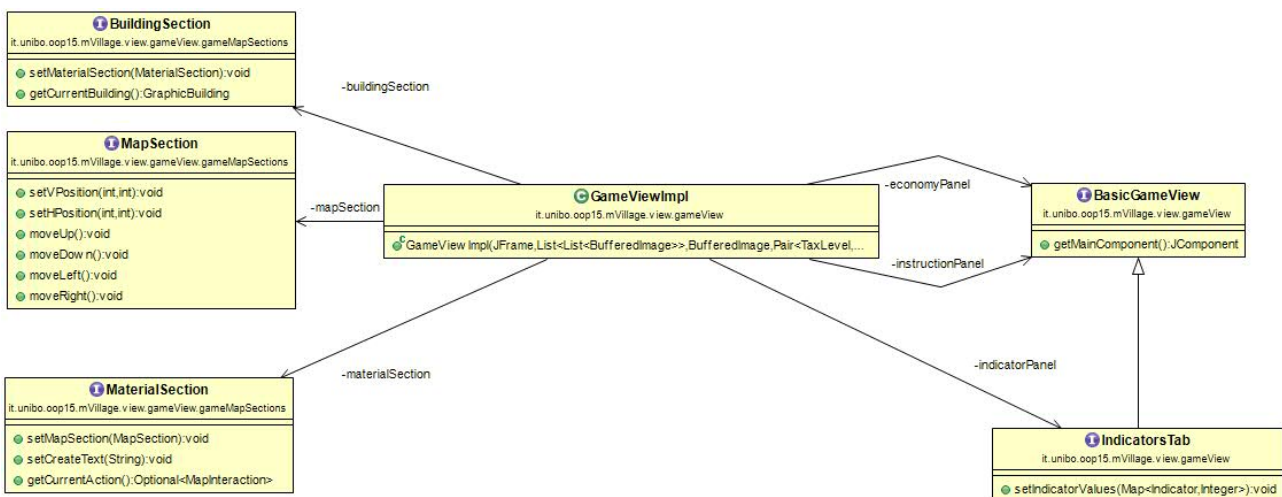 BuildingSection
it.unibo.oop15.mVillage.view.gameView.gameMapSections
setMaterialSection(MaterialSection):void
getCurrentBuilding():GraphicBuilding
-buildingSection
MapSection
it.unibo.oop15.mVillage.view.gameView.gameMapSections
setVPosition(int,int):void
setHPosition(int,int):void
moveUp():void
moveDown():void
moveLeft():void
moveRight():void
-mapSection
GameViewImpl
it.unibo.oop15.mVillage.view.gameView
GameViewImpl(JFrame,List<List<BufferedImage>>,BufferedImage,Pair<TaxLevel,...
-economyPanel
-instructionPanel
BasicGameView
it.unibo.oop15.mVillage.view.gameView
getMainComponent():JComponent
-materialSection
-indicatorPanel
MaterialSection
it.unibo.oop15.mVillage.view.gameView.gameMapSections
setMapSection(MapSection):void
setCreateText(String):void
getCurrentAction():Optional<MapInteraction>
IndicatorsTab
it.unibo.oop15.mVillage.view.gameView
setIndicatorValues(Map<Indicator,Integer>):void